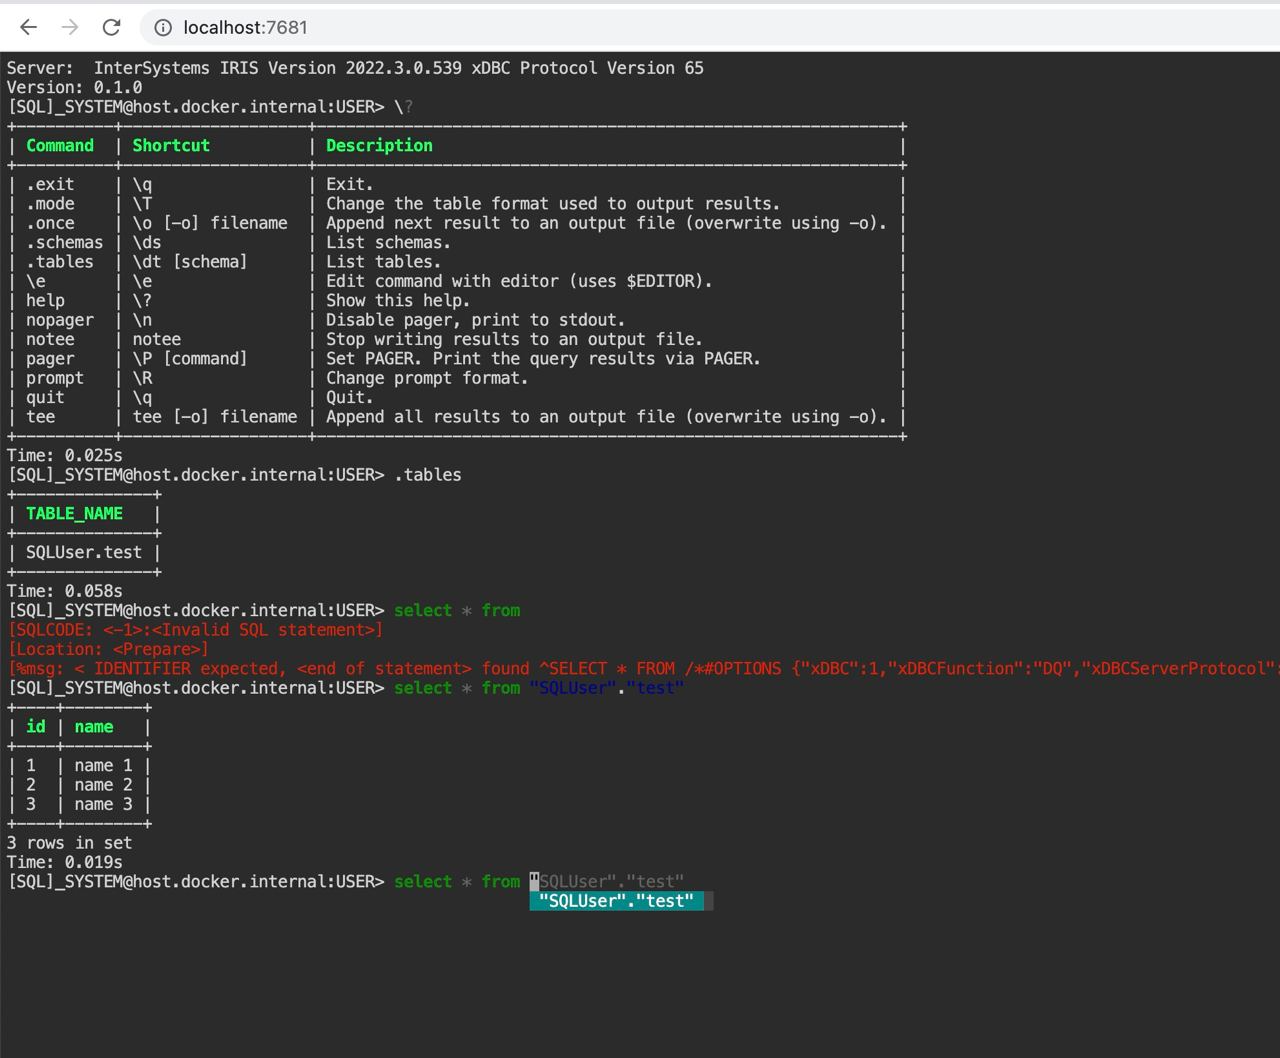 localhost:7681
Server:  InterSystems IRIS Version 2022.3.0.539 xDBC Protocol Version 65
Version: 0.1.0
[SQL]_SYSTEM@host.docker.internal:USER> \?
+----------+-------------------+------------------------------------------------------------+
| Command  | Shortcut          | Description                                                |
+----------+-------------------+------------------------------------------------------------+
| .exit    | \q                | Exit.                                                      |
| .mode    | \T                | Change the table format used to output results.            |
| .once    | \o [-o] filename  | Append next result to an output file (overwrite using -o). |
| .schemas | \ds               | List schemas.                                              |
| .tables  | \dt [schema]      | List tables.                                               |
| \e       | \e                | Edit command with editor (uses $EDITOR).                   |
| help     | \?                | Show this help.                                            |
| nopager  | \n                | Disable pager, print to stdout.                            |
| notee    | notee             | Stop writing results to an output file.                    |
| pager    | \P [command]      | Set PAGER. Print the query results via PAGER.              |
| prompt   | \R                | Change prompt format.                                      |
| quit     | \q                | Quit.                                                      |
| tee      | tee [-o] filename | Append all results to an output file (overwrite using -o). |
+----------+-------------------+------------------------------------------------------------+
Time: 0.025s
[SQL]_SYSTEM@host.docker.internal:USER> .tables
+--------------+
| TABLE_NAME   |
+--------------+
| SQLUser.test |
+--------------+
Time: 0.058s
[SQL]_SYSTEM@host.docker.internal:USER> select * from
[SQLCODE: <-1>:<Invalid SQL statement>]
[Location: <Prepare>]
[%msg: < IDENTIFIER expected, <end of statement> found ^SELECT * FROM /*#OPTIONS {"xDBC":1,"xDBCFunction":"DQ","xDBCServerProtocol":
[SQL]_SYSTEM@host.docker.internal:USER> select * from "SQLUser"."test"
+----+--------+
| id | name   |
+----+--------+
| 1  | name 1 |
| 2  | name 2 |
| 3  | name 3 |
+----+--------+
3 rows in set
Time: 0.019s
[SQL]_SYSTEM@host.docker.internal:USER> select * from "SQLUser"."test"
"SQLUser"."test"